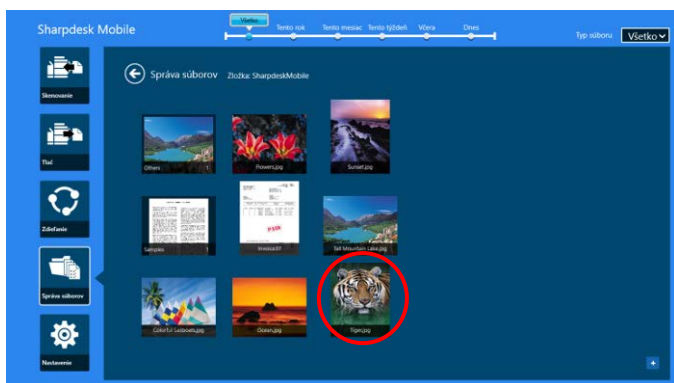 Sharpdesk Mobile
Všetko
Tento rok
Tento mesiac
Tento týždeň
Včera
Dnes
Typ súboru
Všetko
Skenovanie
Tlač
Zdieľanie
Správa súborov
Nastavenie
Správa súborov
Zložka: SharpdeskMobile
Others 1
Flowers.jpg
Sunset.jpg
Samples 1
Tall Mountain Lake.jpg
Colorful Sailboats.jpg
Ocean.jpg
Tiger.jpg